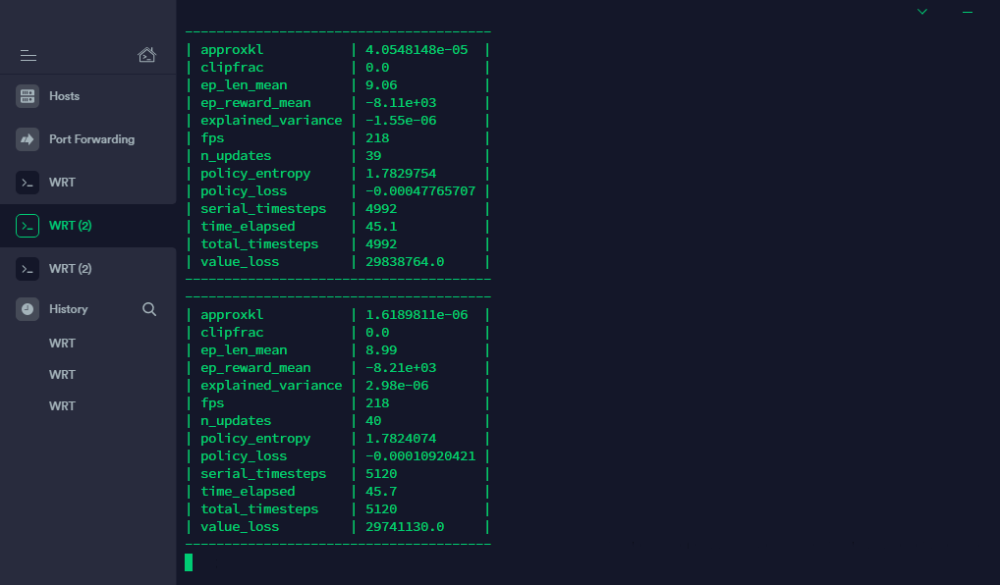 Hosts
Port Forwarding
WRT
WRT (2)
WRT (2)
History
WRT
WRT
WRT
---------------------------------------
| approxkl           | 4.0548148e-05  |
| clipfrac           | 0.0            |
| ep_len_mean        | 9.06           |
| ep_reward_mean     | -8.11e+03      |
| explained_variance | -1.55e-06      |
| fps                | 218            |
| n_updates          | 39             |
| policy_entropy     | 1.7829754      |
| policy_loss        | -0.00047765707 |
| serial_timesteps   | 4992           |
| time_elapsed       | 45.1           |
| total_timesteps    | 4992           |
| value_loss         | 29838764.0     |
---------------------------------------
---------------------------------------
| approxkl           | 1.6189811e-06  |
| clipfrac           | 0.0            |
| ep_len_mean        | 8.99           |
| ep_reward_mean     | -8.21e+03      |
| explained_variance | 2.98e-06       |
| fps                | 218            |
| n_updates          | 40             |
| policy_entropy     | 1.7824074      |
| policy_loss        | -0.00010920421 |
| serial_timesteps   | 5120           |
| time_elapsed       | 45.7           |
| total_timesteps    | 5120           |
| value_loss         | 29741130.0     |
---------------------------------------